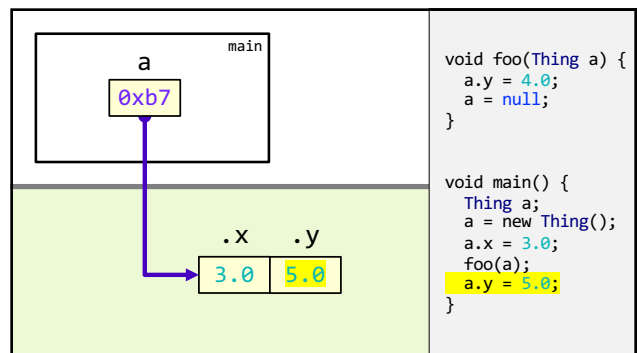 main
a
0xb7
.x .y
3.0 5.0
void foo(Thing a) {
a.y = 4.0;
a = null;
}
void main() {
Thing a;
a = new Thing();
a.x = 3.0;
foo(a);
a.y = 5.0;
}